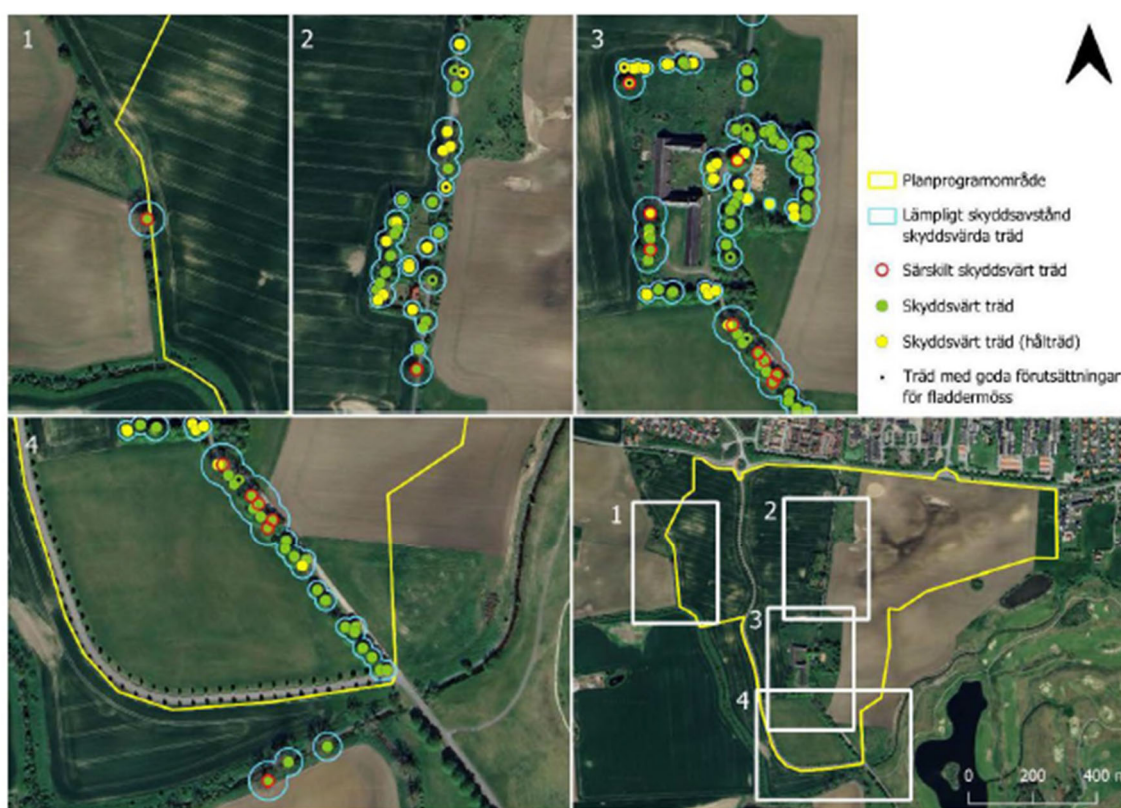 1
2
3
Planprogramområde
Lämpligt skyddsavstånd
skyddsvärda träd
Särskilt skyddsvärt träd
Skyddsvärt träd
Skyddsvärt träd (hålträd)
Träd med goda förutsättningar
för fladdermöss
4
1
2
3
4
0 200 400 m